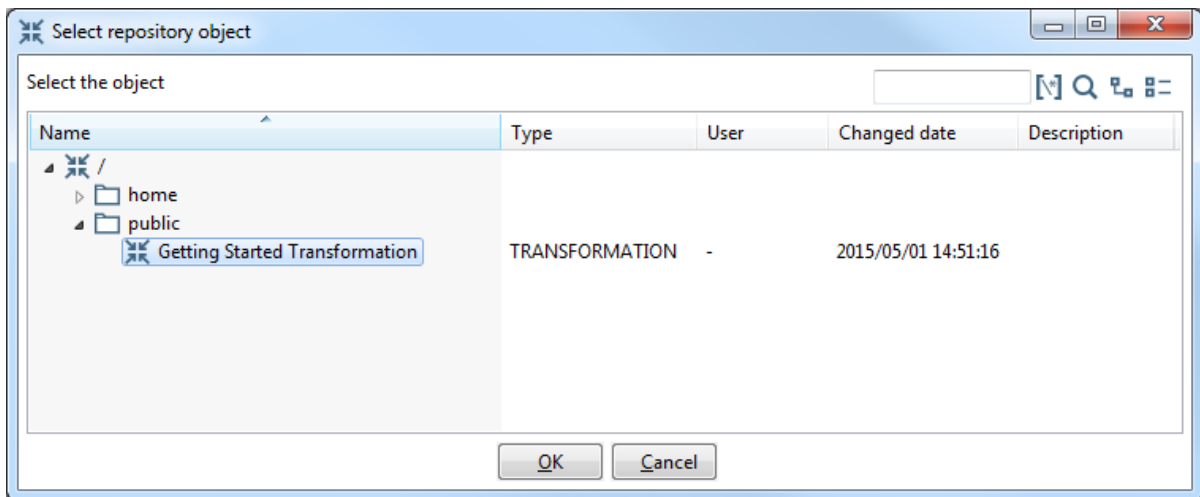 Select repository object
Select the object
[\*]
Name Type User Changed date Description
/
home
public
Getting Started Transformation TRANSFORMATION - 2015/05/01 14:51:16
OK Cancel